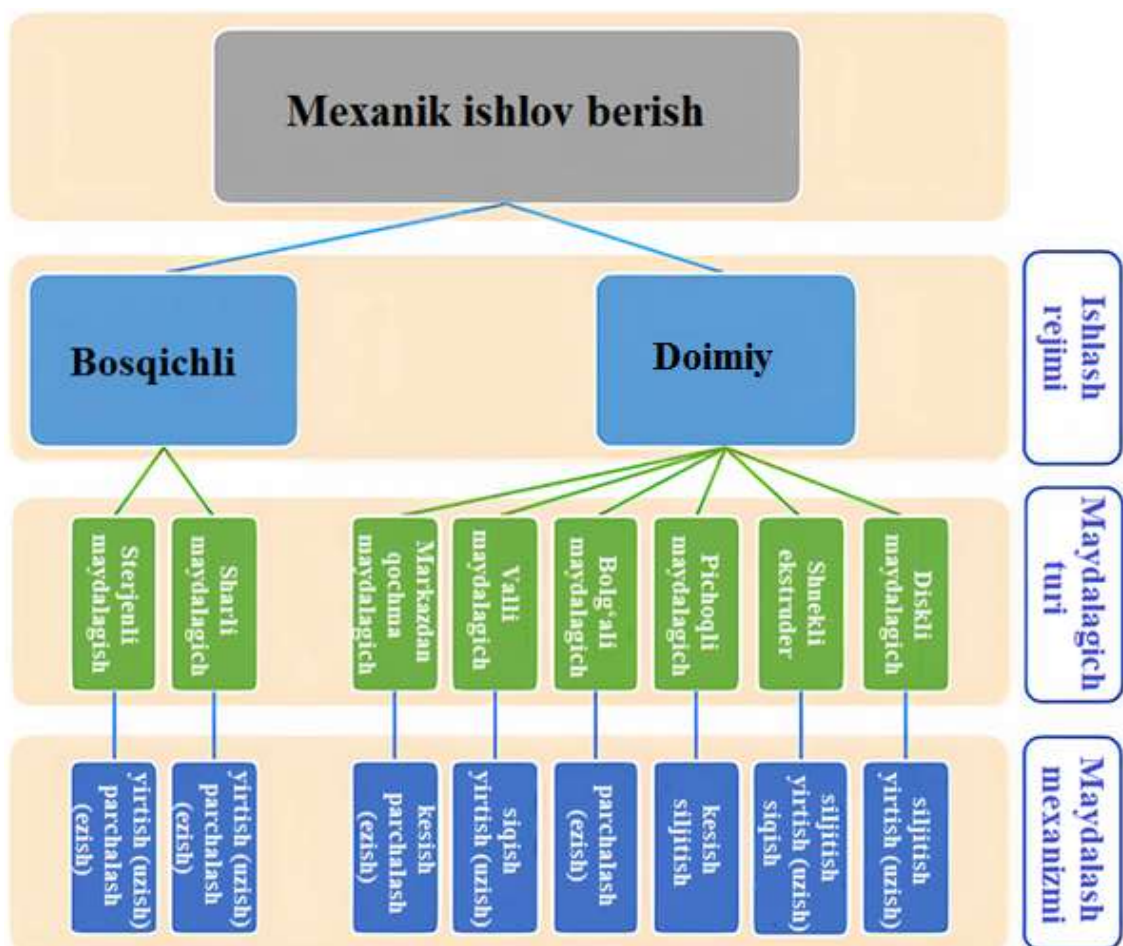 Mexanik ishlov berish
Bosqichli
Doimiy
Ishlash
rejimi
Sterjenli
maydalagish
Sharli
maydalagich
Markazdan
qochma
maydalagich
Valli
maydalagich
Bolg‘ali
maydalagich
Pichoqli
maydalagich
Shnekli
ekstruder
Diskli
maydalagich
Maydalagich
turi
yirtish (uzish)
parchalash
(ezish)
yirtish (uzish)
parchalash
(ezish)
kesish
parchalash
(ezish)
siqish
yirtish (uzish)
parchalash
(ezish)
kesish
siljitish
siljitish
yirtish (uzish)
siqish
siljitish
yirtish (uzish)
Maydalash
mexanizmi